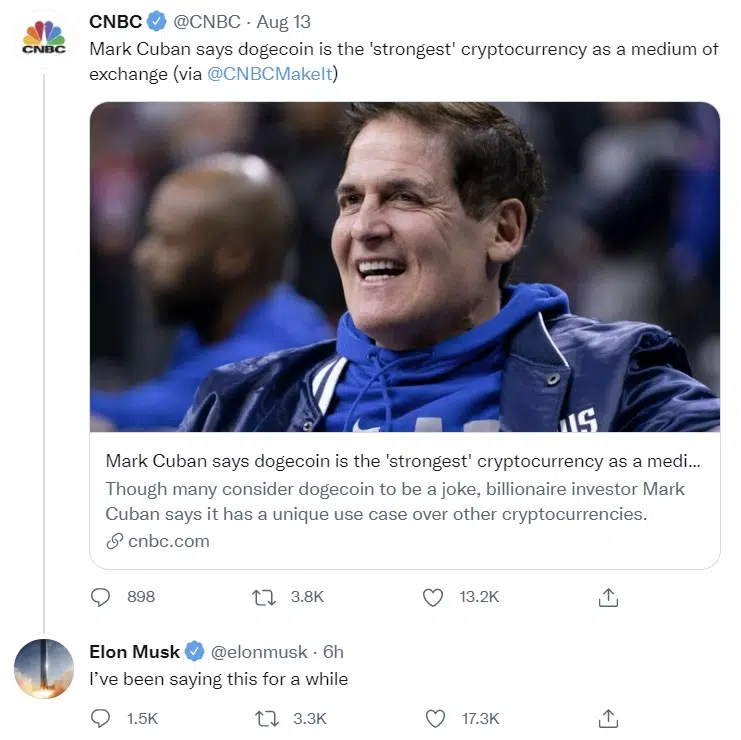 CNBC @CNBC · Aug 13
Mark Cuban says dogecoin is the 'strongest' cryptocurrency as a medium of
exchange (via @CNBCMakeIt)
CNBC
Mark Cuban says dogecoin is the 'strongest' cryptocurrency as a medi...
Though many consider dogecoin to be a joke, billionaire investor Mark
Cuban says it has a unique use case over other cryptocurrencies.
cnbc.com
898 3.8K 13.2K
Elon Musk @elonmusk · 6h
I've been saying this for a while
1.5K 3.3K 17.3K